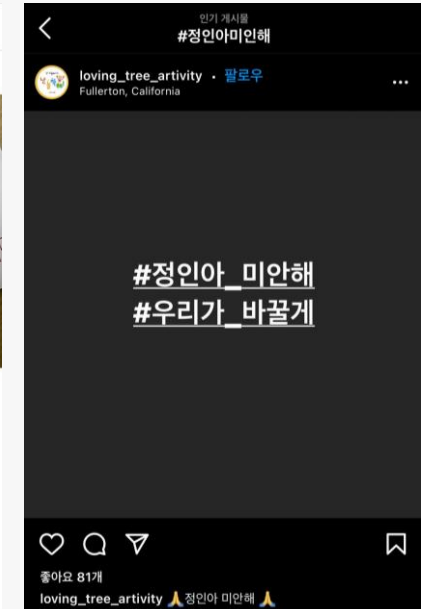 인기 게시물
#정인아미인해
loving_tree_artivity • 팔로우
Fullerton, California
#정인아_미안해
#우리가_바꿀게
좋아요 81개
loving_tree_artivity 🙏정인아 미안해 🙏